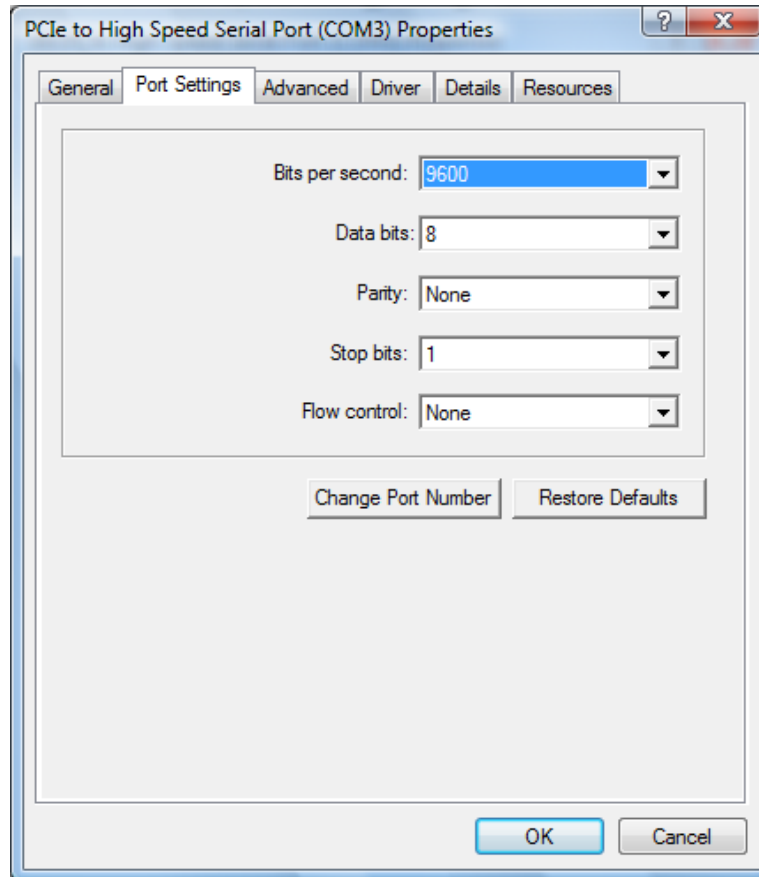 PCIe to High Speed Serial Port (COM3) Properties ? X
General Port Settings Advanced Driver Details Resources
Bits per second: 9600
Data bits: 8
Parity: None
Stop bits: 1
Flow control: None
Change Port Number Restore Defaults
OK Cancel